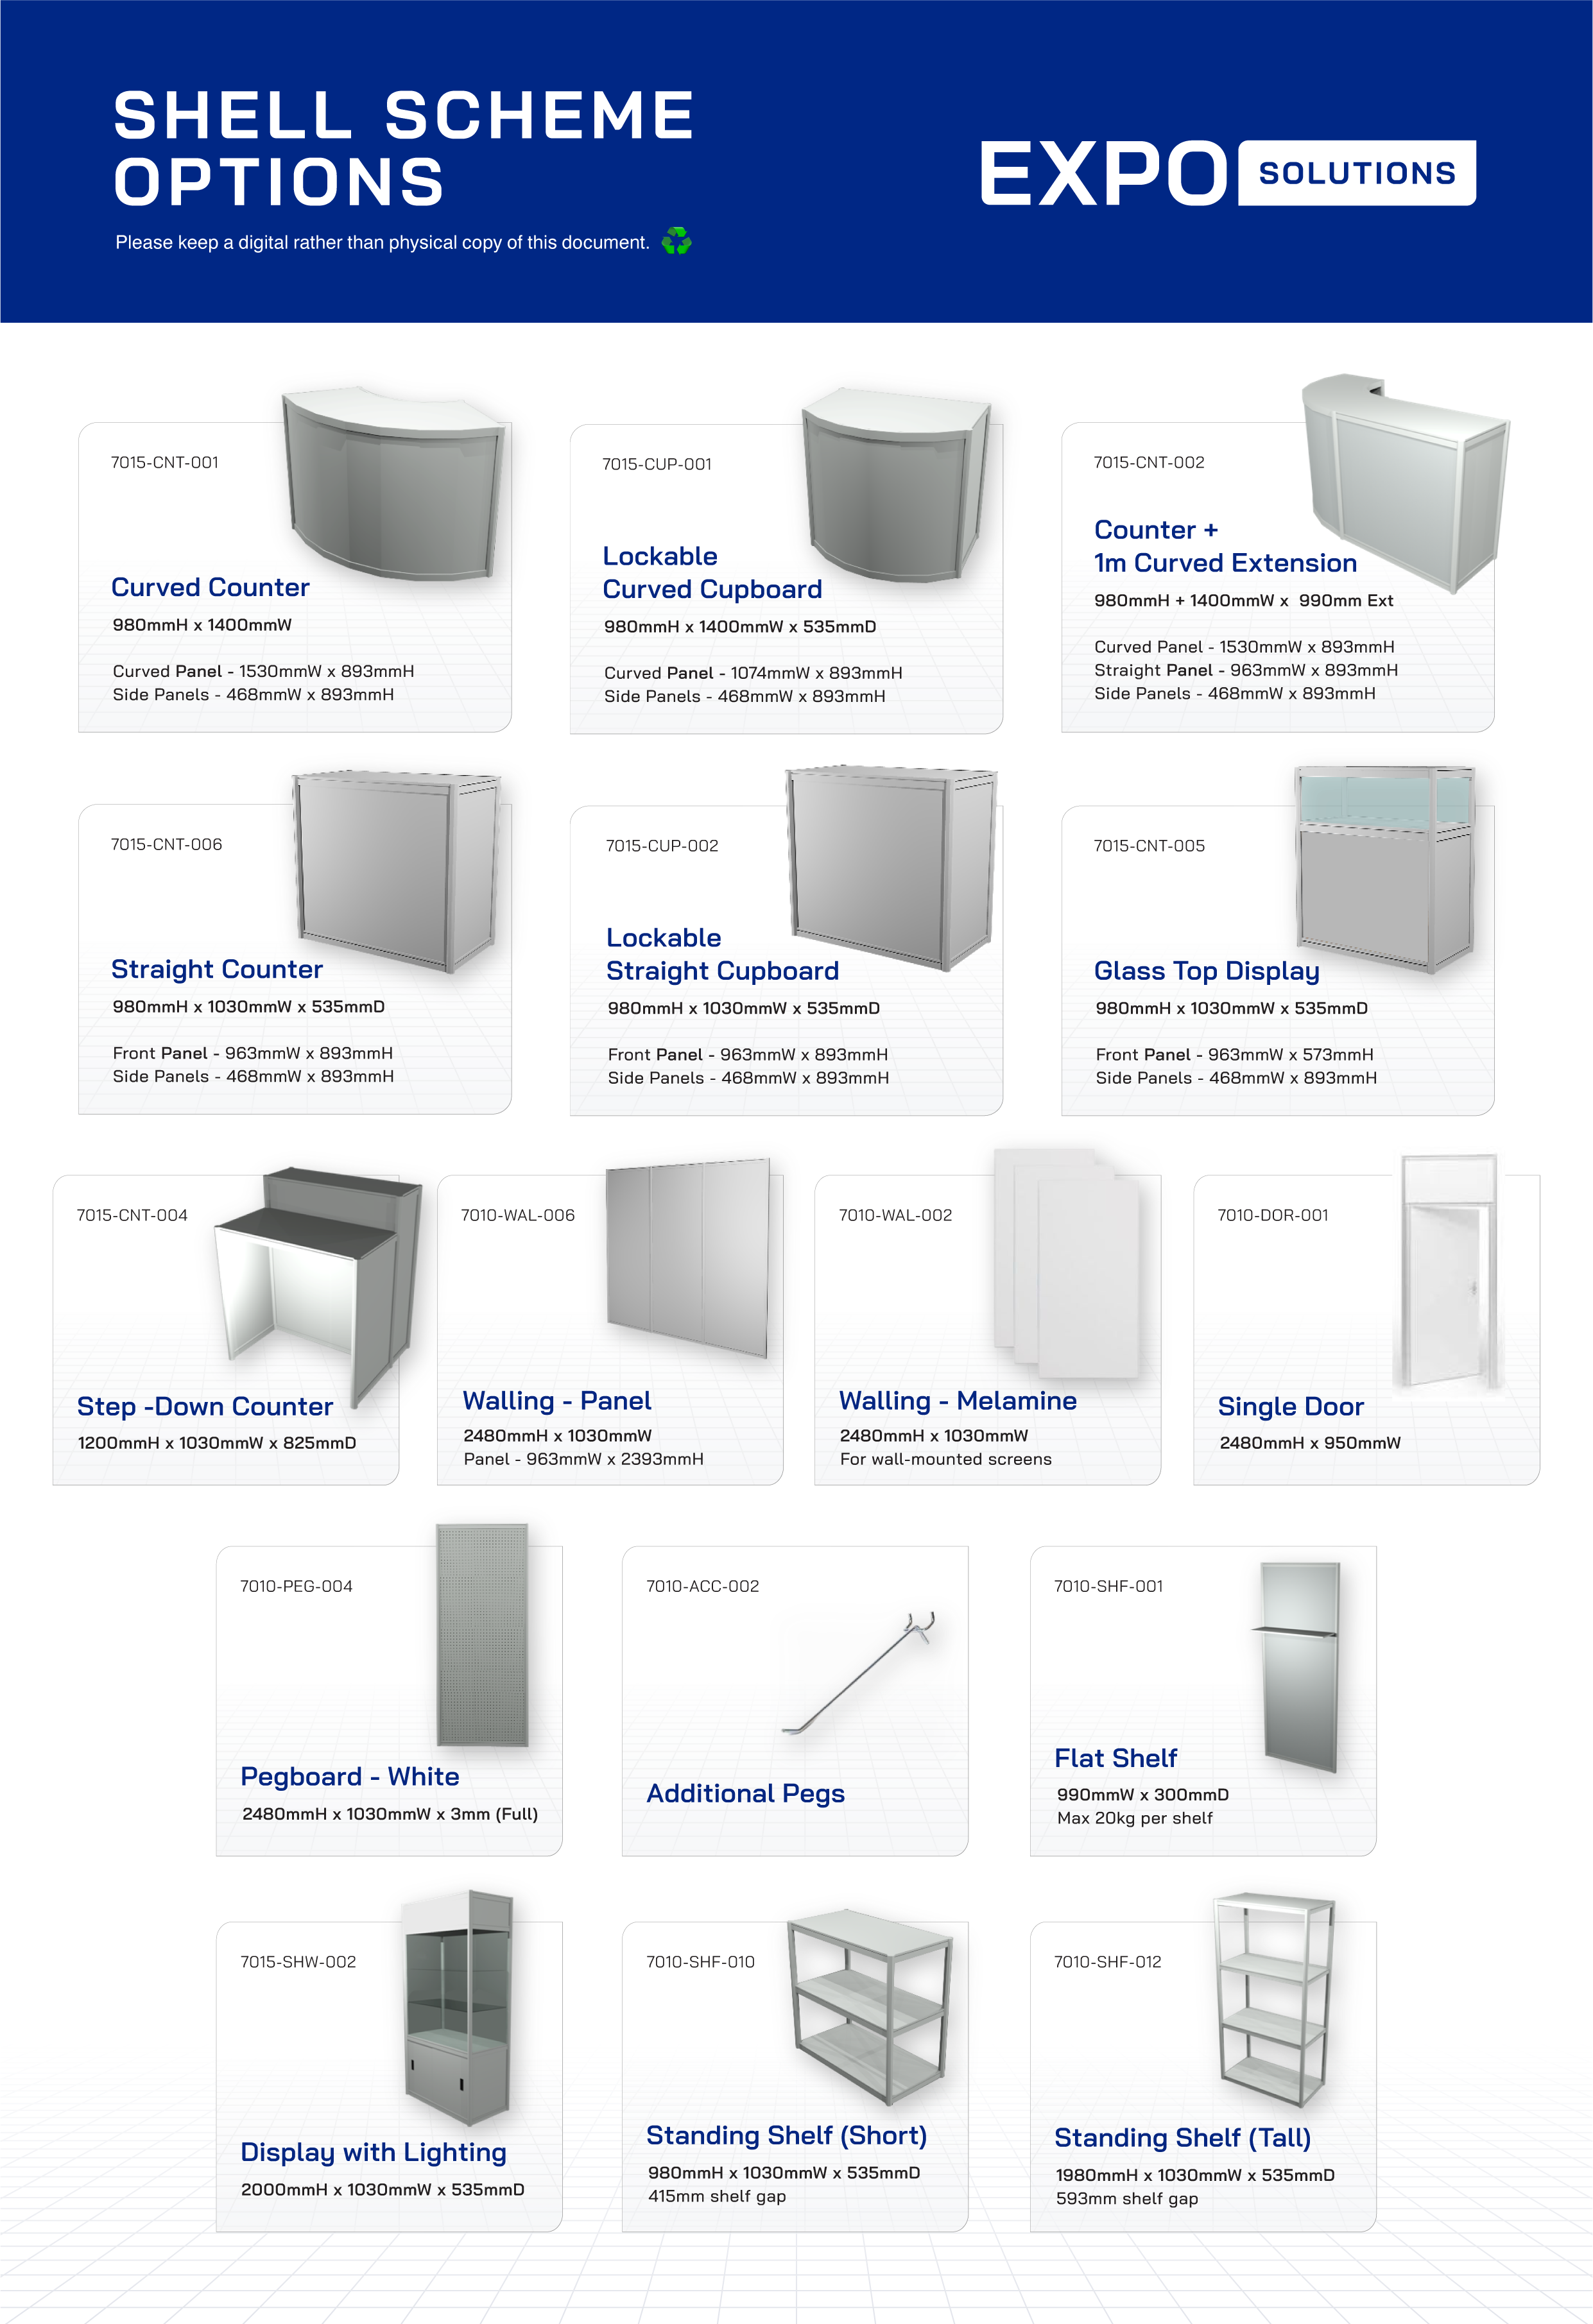 SHELL SCHEME
OPTIONS
Please keep a digital rather than physical copy of this document.
EXPO SOLUTIONS
7015-CNT-001
Curved Counter
980mmH x 1400mmW
Curved Panel - 1530mmW x 893mmH
Side Panels - 468mmW x 893mmH
7015-CUP-001
Lockable
Curved Cupboard
980mmH x 1400mmW x 535mmD
Curved Panel - 1074mmW x 893mmH
Side Panels - 468mmW x 893mmH
7015-CNT-002
Counter +
1m Curved Extension
980mmH + 1400mmW x 990mm Ext
Curved Panel - 1530mmW x 893mmH
Straight Panel - 963mmW x 893mmH
Side Panels - 468mmW x 893mmH
7015-CNT-006
Straight Counter
980mmH x 1030mmW x 535mmD
Front Panel - 963mmW x 893mmH
Side Panels - 468mmW x 893mmH
7015-CUP-002
Lockable
Straight Cupboard
980mmH x 1030mmW x 535mmD
Front Panel - 963mmW x 893mmH
Side Panels - 468mmW x 893mmH
7015-CNT-005
Glass Top Display
980mmH x 1030mmW x 535mmD
Front Panel - 963mmW x 573mmH
Side Panels - 468mmW x 893mmH
7015-CNT-004
Step -Down Counter
1200mmH x 1030mmW x 825mmD
7010-WAL-006
Walling - Panel
2480mmH x 1030mmW
Panel - 963mmW x 2393mmH
7010-WAL-002
Walling - Melamine
2480mmH x 1030mmW
For wall-mounted screens
7010-DOR-001
Single Door
2480mmH x 950mmW
7010-PEG-004
Pegboard - White
2480mmH x 1030mmW x 3mm (Full)
7010-ACC-002
Additional Pegs
7010-SHF-001
Flat Shelf
990mmW x 300mmD
Max 20kg per shelf
7015-SHW-002
Display with Lighting
2000mmH x 1030mmW x 535mmD
7010-SHF-010
Standing Shelf (Short)
980mmH x 1030mmW x 535mmD
415mm shelf gap
7010-SHF-012
Standing Shelf (Tall)
1980mmH x 1030mmW x 535mmD
593mm shelf gap